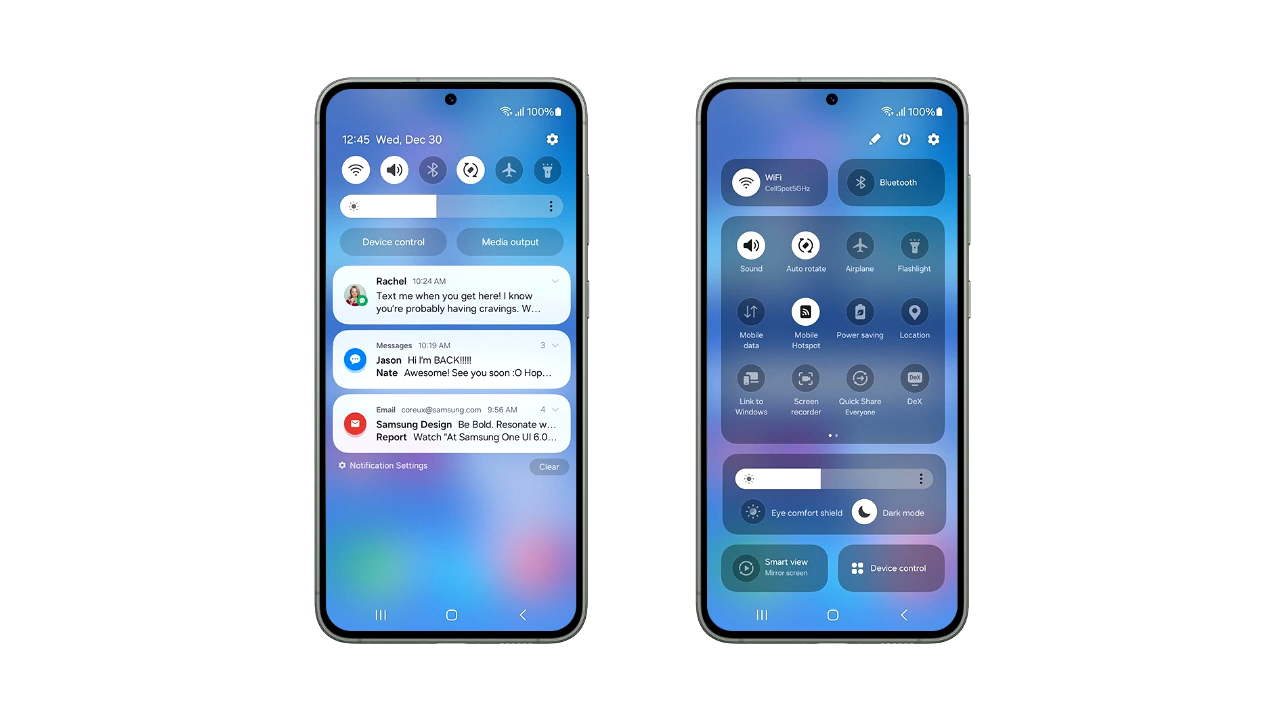 100%
12:45 Wed, Dec 30
Device control
Media output
Rachel 10:24 AM
Text me when you get here! I know
you're probably having cravings. W...
Messages 10:19 AM 3
Jason Hi I'm BACK!!!!!
Nate Awesome! See you soon :O Hop...
Email coreux@samsung.com 9:56 AM 4
Samsung Design Be Bold. Resonate w...
Report Watch "At Samsung One UI 6.0...
Notification Settings
Clear
100%
WiFi
CellSpot5GHz
Bluetooth
Sound
Auto rotate
Airplane
Flashlight
Mobile
data
Mobile
Hotspot
Power saving
Location
Link to
Windows
Screen
recorder
Quick Share
Everyone
DeX
DeX
Eye comfort shield
Dark mode
Smart view
Mirror screen
Device control